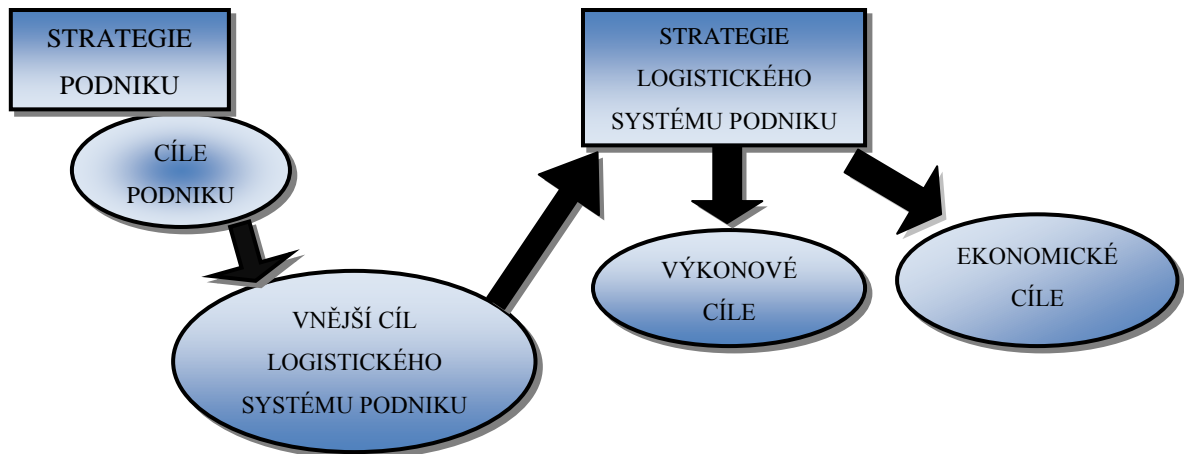 STRATEGIE
PODNIKU
CÍLE
PODNIKU
VNĚJŠÍ CÍL
LOGISTICKÉHO
SYSTÉMU PODNIKU
STRATEGIE
LOGISTICKÉHO
SYSTÉMU PODNIKU
VÝKONOVÉ
CÍLE
EKONOMICKÉ
CÍLE